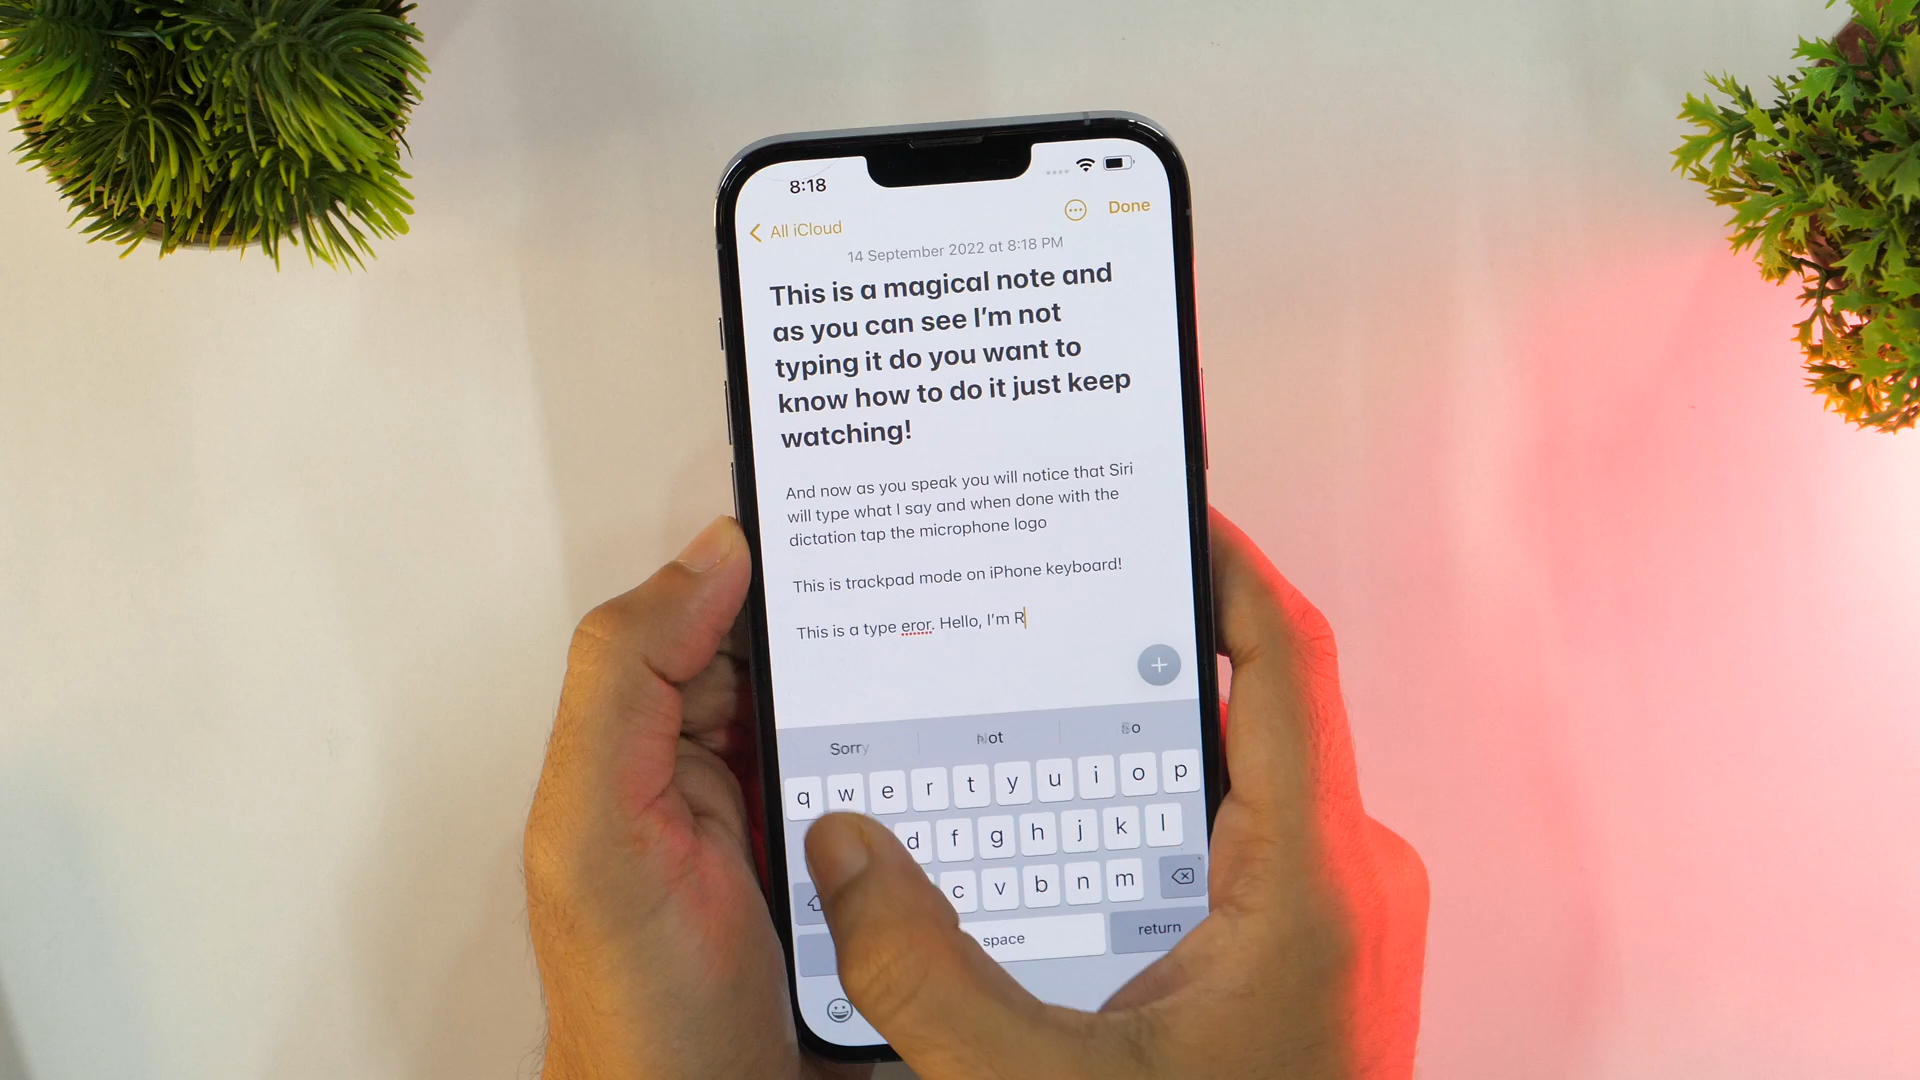 8:18
All iCloud
Done
14 September 2022 at 8:18 PM
This is a magical note and
as you can see I'm not
typing it do you want to
know how to do it just keep
watching!
And now as you speak you will notice that Siri
will type what I say and when done with the
dictation tap the microphone logo
This is trackpad mode on iPhone keyboard!
This is a type eror. Hello, I'm R
Sorry Not So
q w e r t y u i o p
d f g h j k l
c v b n m
space return